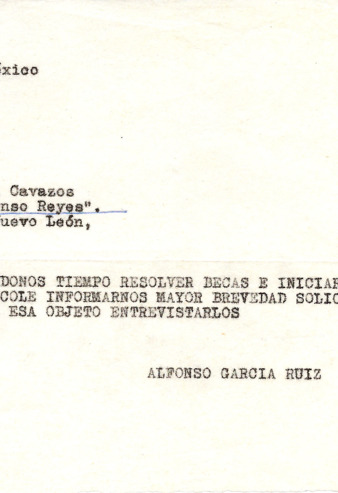 éxico
Cavazos
nso Reyes".
uevo León,
DONOS TIEMPO RESOLVER BECAS E INICIAR
COLE INFORMARNOS MAYOR BREVEDAD SOLIC
ESA OBJETO ENTREVISTARLOS
ALFONSO GARCIA RUIZ